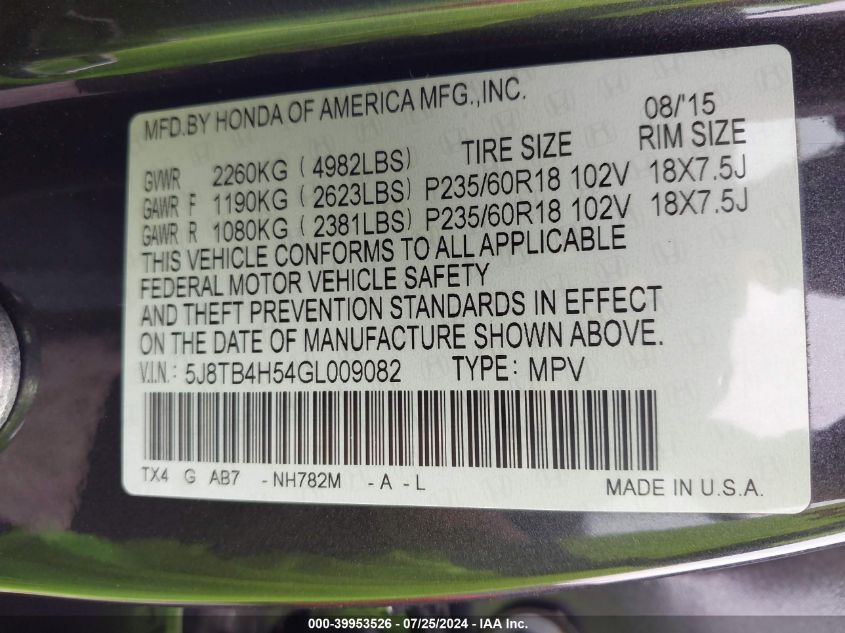 MFD.BY HONDA OF AMERICA MFG.,INC. 08/'15
TIRE SIZE RIM SIZE
GVWR 2260KG ( 4982LBS)
GAWR F 1190KG ( 2623LBS) P235/60R18 102V 18X7.5J
GAWR R 1080KG ( 2381LBS) P235/60R18 102V 18X7.5J
THIS VEHICLE CONFORMS TO ALL APPLICABLE
FEDERAL MOTOR VEHICLE SAFETY
AND THEFT PREVENTION STANDARDS IN EFFECT
ON THE DATE OF MANUFACTURE SHOWN ABOVE.
V.I.N.: 5J8TB4H54GL009082 TYPE: MPV
TX4 G AB7 -NH782M -A -L MADE IN U.S.A.
000-39953526 - 07/25/2024 - IAA Inc.